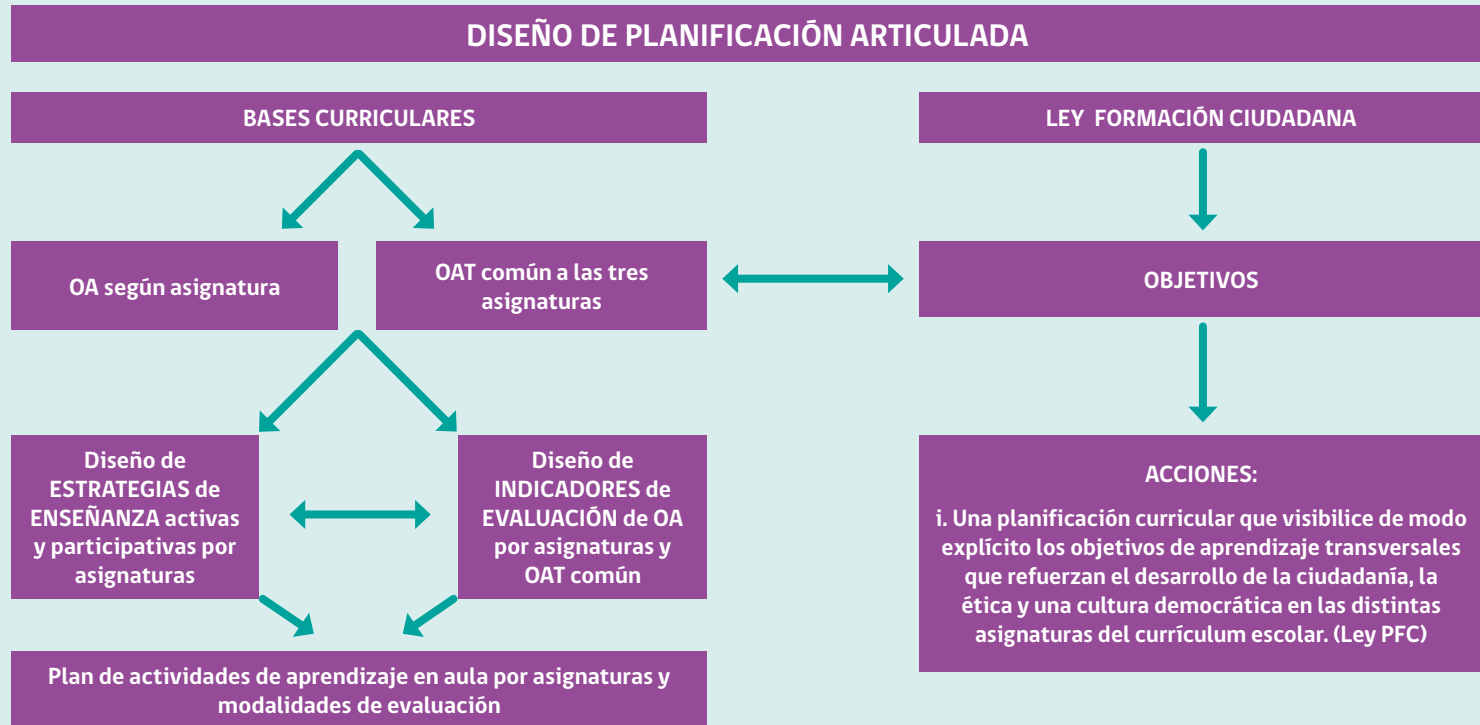 DISEÑO DE PLANIFICACIÓN ARTICULADA
BASES CURRICULARES
LEY FORMACIÓN CIUDADANA
OA según asignatura
OAT común a las tres
asignaturas
OBJETIVOS
Diseño de
ESTRATEGIAS de
ENSEÑANZA activas
y participativas por
asignaturas
Diseño de
INDICADORES de
EVALUACIÓN de OA
por asignaturas y
OAT común
ACCIONES:
i. Una planificación curricular que visibilice de modo
explícito los objetivos de aprendizaje transversales
que refuerzan el desarrollo de la ciudadanía, la
ética y una cultura democrática en las distintas
asignaturas del currículum escolar. (Ley PFC)
Plan de actividades de aprendizaje en aula por asignaturas y
modalidades de evaluación